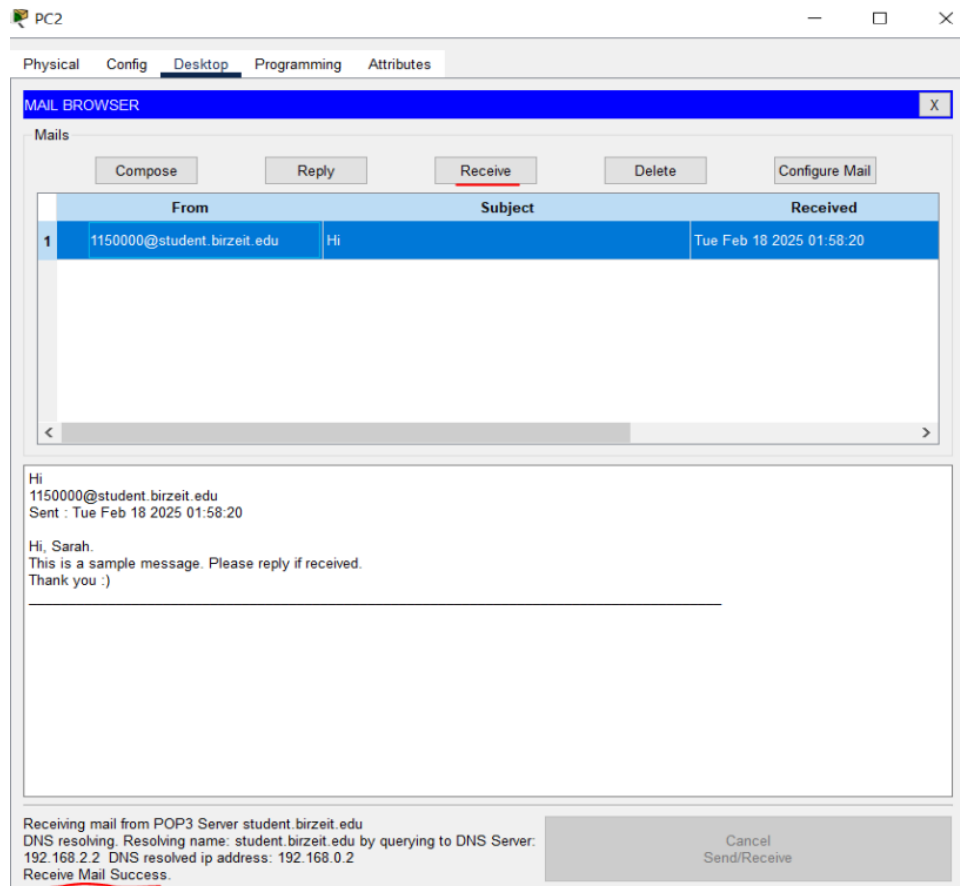 PC2
Physical Config Desktop Programming Attributes
MAIL BROWSER X
Mails
Compose Reply Receive Delete Configure Mail
From Subject Received
1 1150000@student.birzeit.edu Hi Tue Feb 18 2025 01:58:20
Hi
1150000@student.birzeit.edu
Sent : Tue Feb 18 2025 01:58:20
Hi, Sarah.
This is a sample message. Please reply if received.
Thank you :)
Receiving mail from POP3 Server student.birzeit.edu
DNS resolving. Resolving name: student.birzeit.edu by querying to DNS Server:
192.168.2.2 DNS resolved ip address: 192.168.0.2
Receive Mail Success.
Cancel
Send/Receive